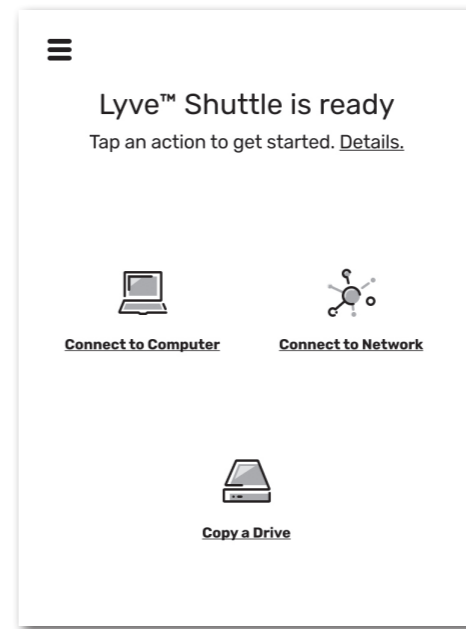 Lyve™ Shuttle is ready
Tap an action to get started. Details.
Connect to Computer
Connect to Network
Copy a Drive